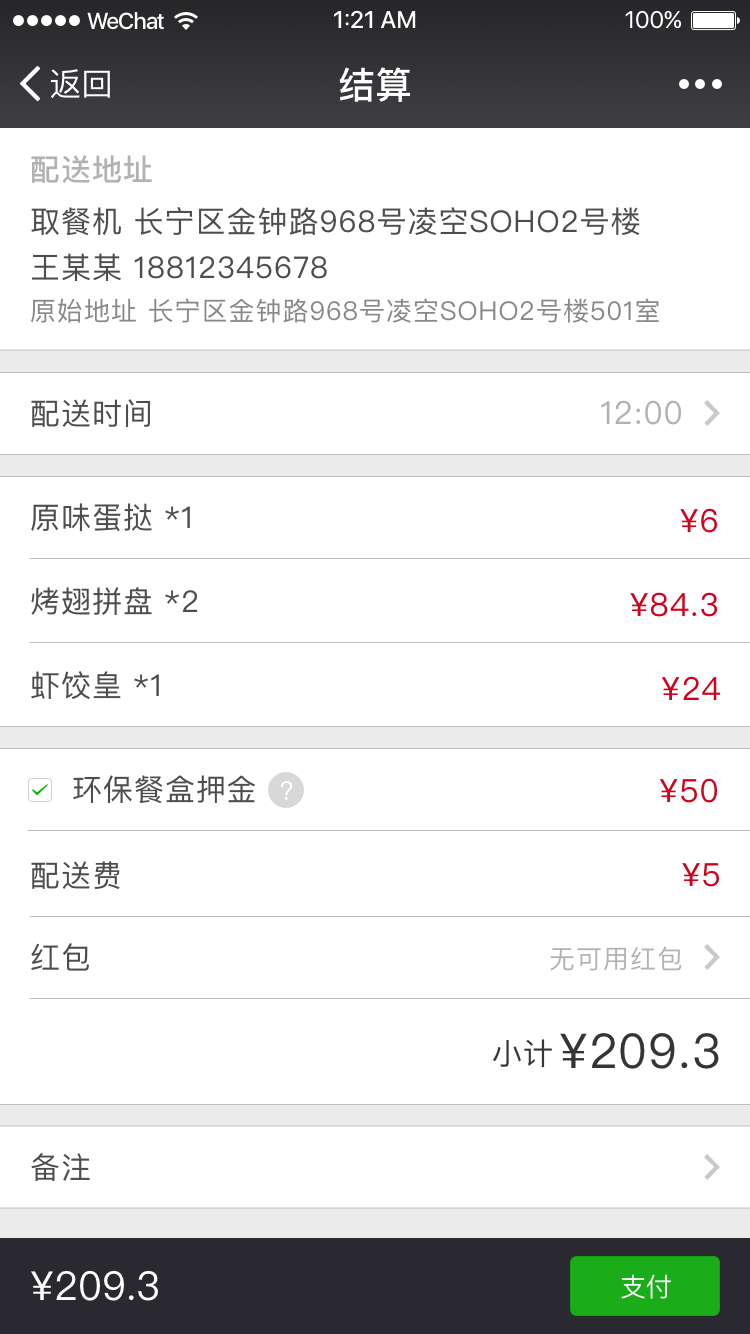 WeChat 1:21 AM 100%
返回 结算
配送地址
取餐机 长宁区金钟路968号凌空SOHO2号楼
王某某 18812345678
原始地址 长宁区金钟路968号凌空SOHO2号楼501室
配送时间 12:00
原味蛋挞 *1 ¥6
烤翅拼盘 *2 ¥84.3
虾饺皇 *1 ¥24
环保餐盒押金 ? ¥50
配送费 ¥5
红包 无可用红包
小计 ¥209.3
备注
¥209.3 支付